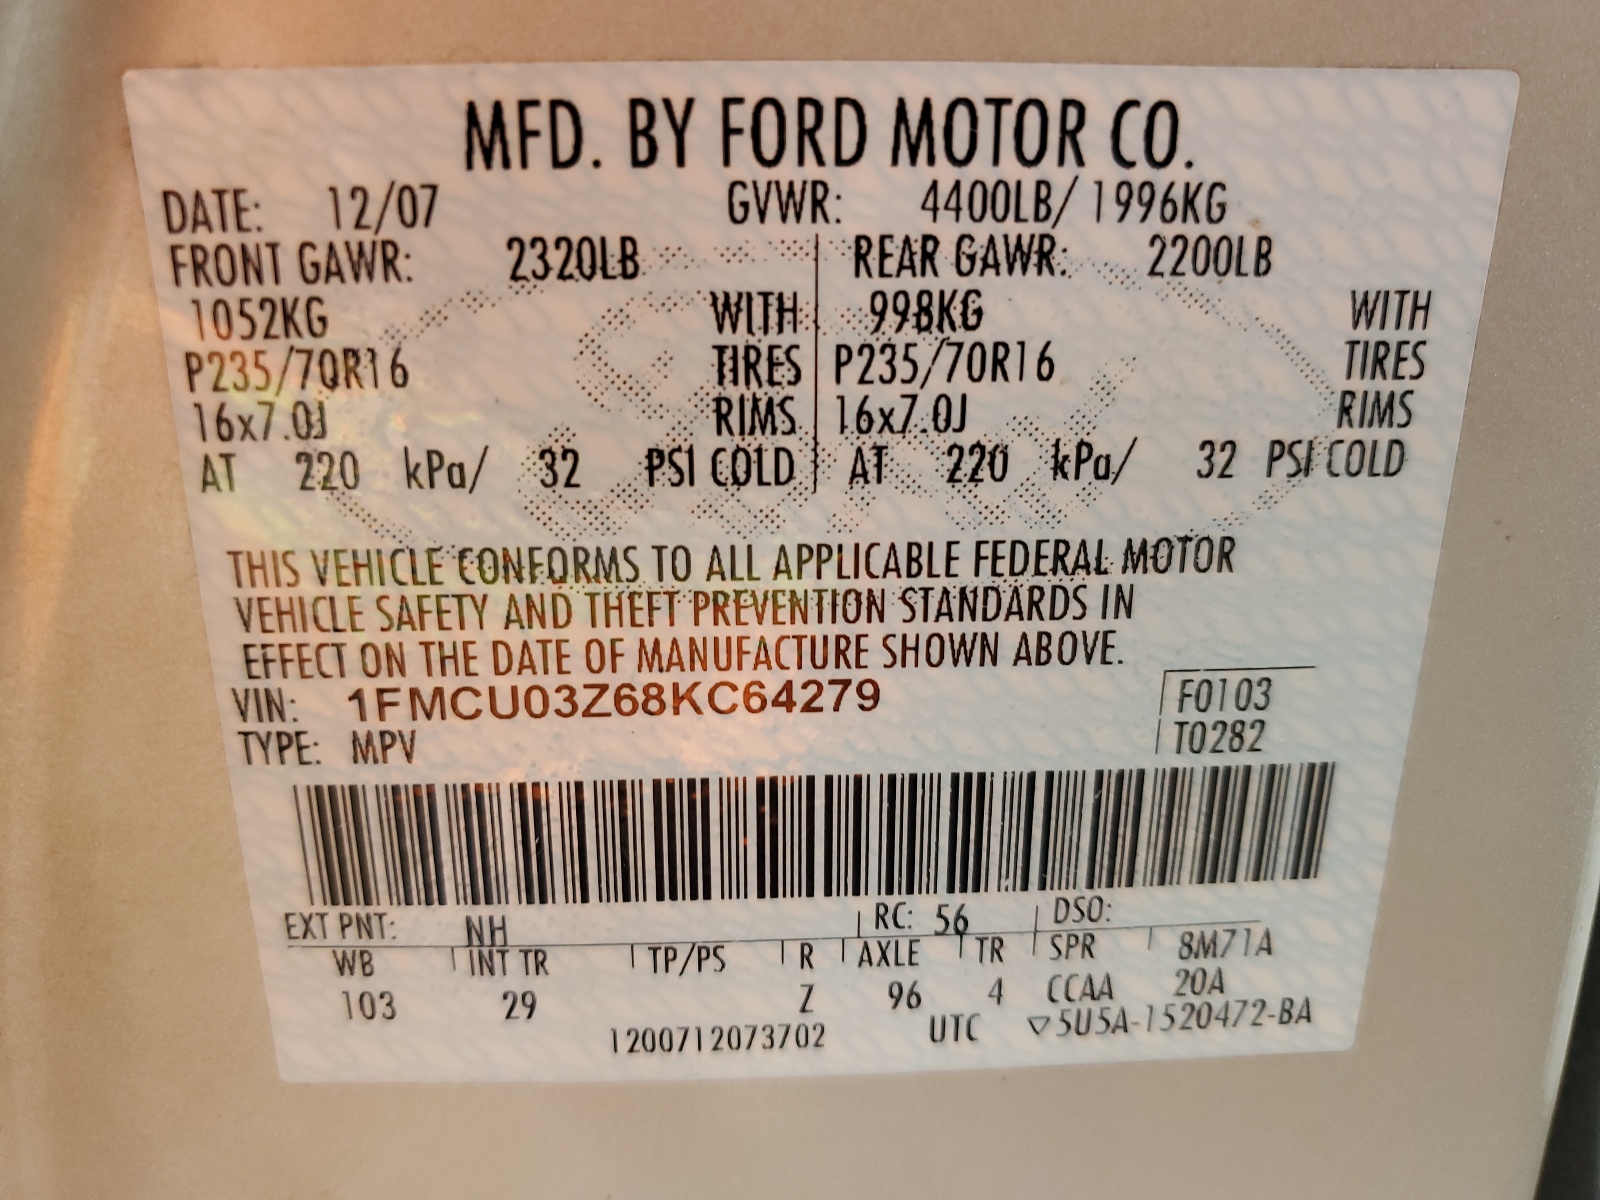 MFD. BY FORD MOTOR CO.
DATE: 12/07 GVWR: 4400LB/ 1996KG
FRONT GAWR: 2320LB REAR GAWR: 2200LB
1052KG WITH 998KG WITH
P235/70R16 TIRES P235/70R16 TIRES
16x7.0J RIMS 16x7.0J RIMS
AT 220 kPa/ 32 PSI COLD AT 220 kPa/ 32 PSI COLD
THIS VEHICLE CONFORMS TO ALL APPLICABLE FEDERAL MOTOR
VEHICLE SAFETY AND THEFT PREVENTION STANDARDS IN
EFFECT ON THE DATE OF MANUFACTURE SHOWN ABOVE.
VIN: 1FMCU03Z68KC64279 F0103
TYPE: MPV T0282
EXT PNT: NH RC: 56 DSO:
WB INT TR TP/PS R AXLE TR SPR 8M71A
103 29 Z 96 4 CCAA 20A
1200712073702 UTC ▽5U5A-1520472-BA